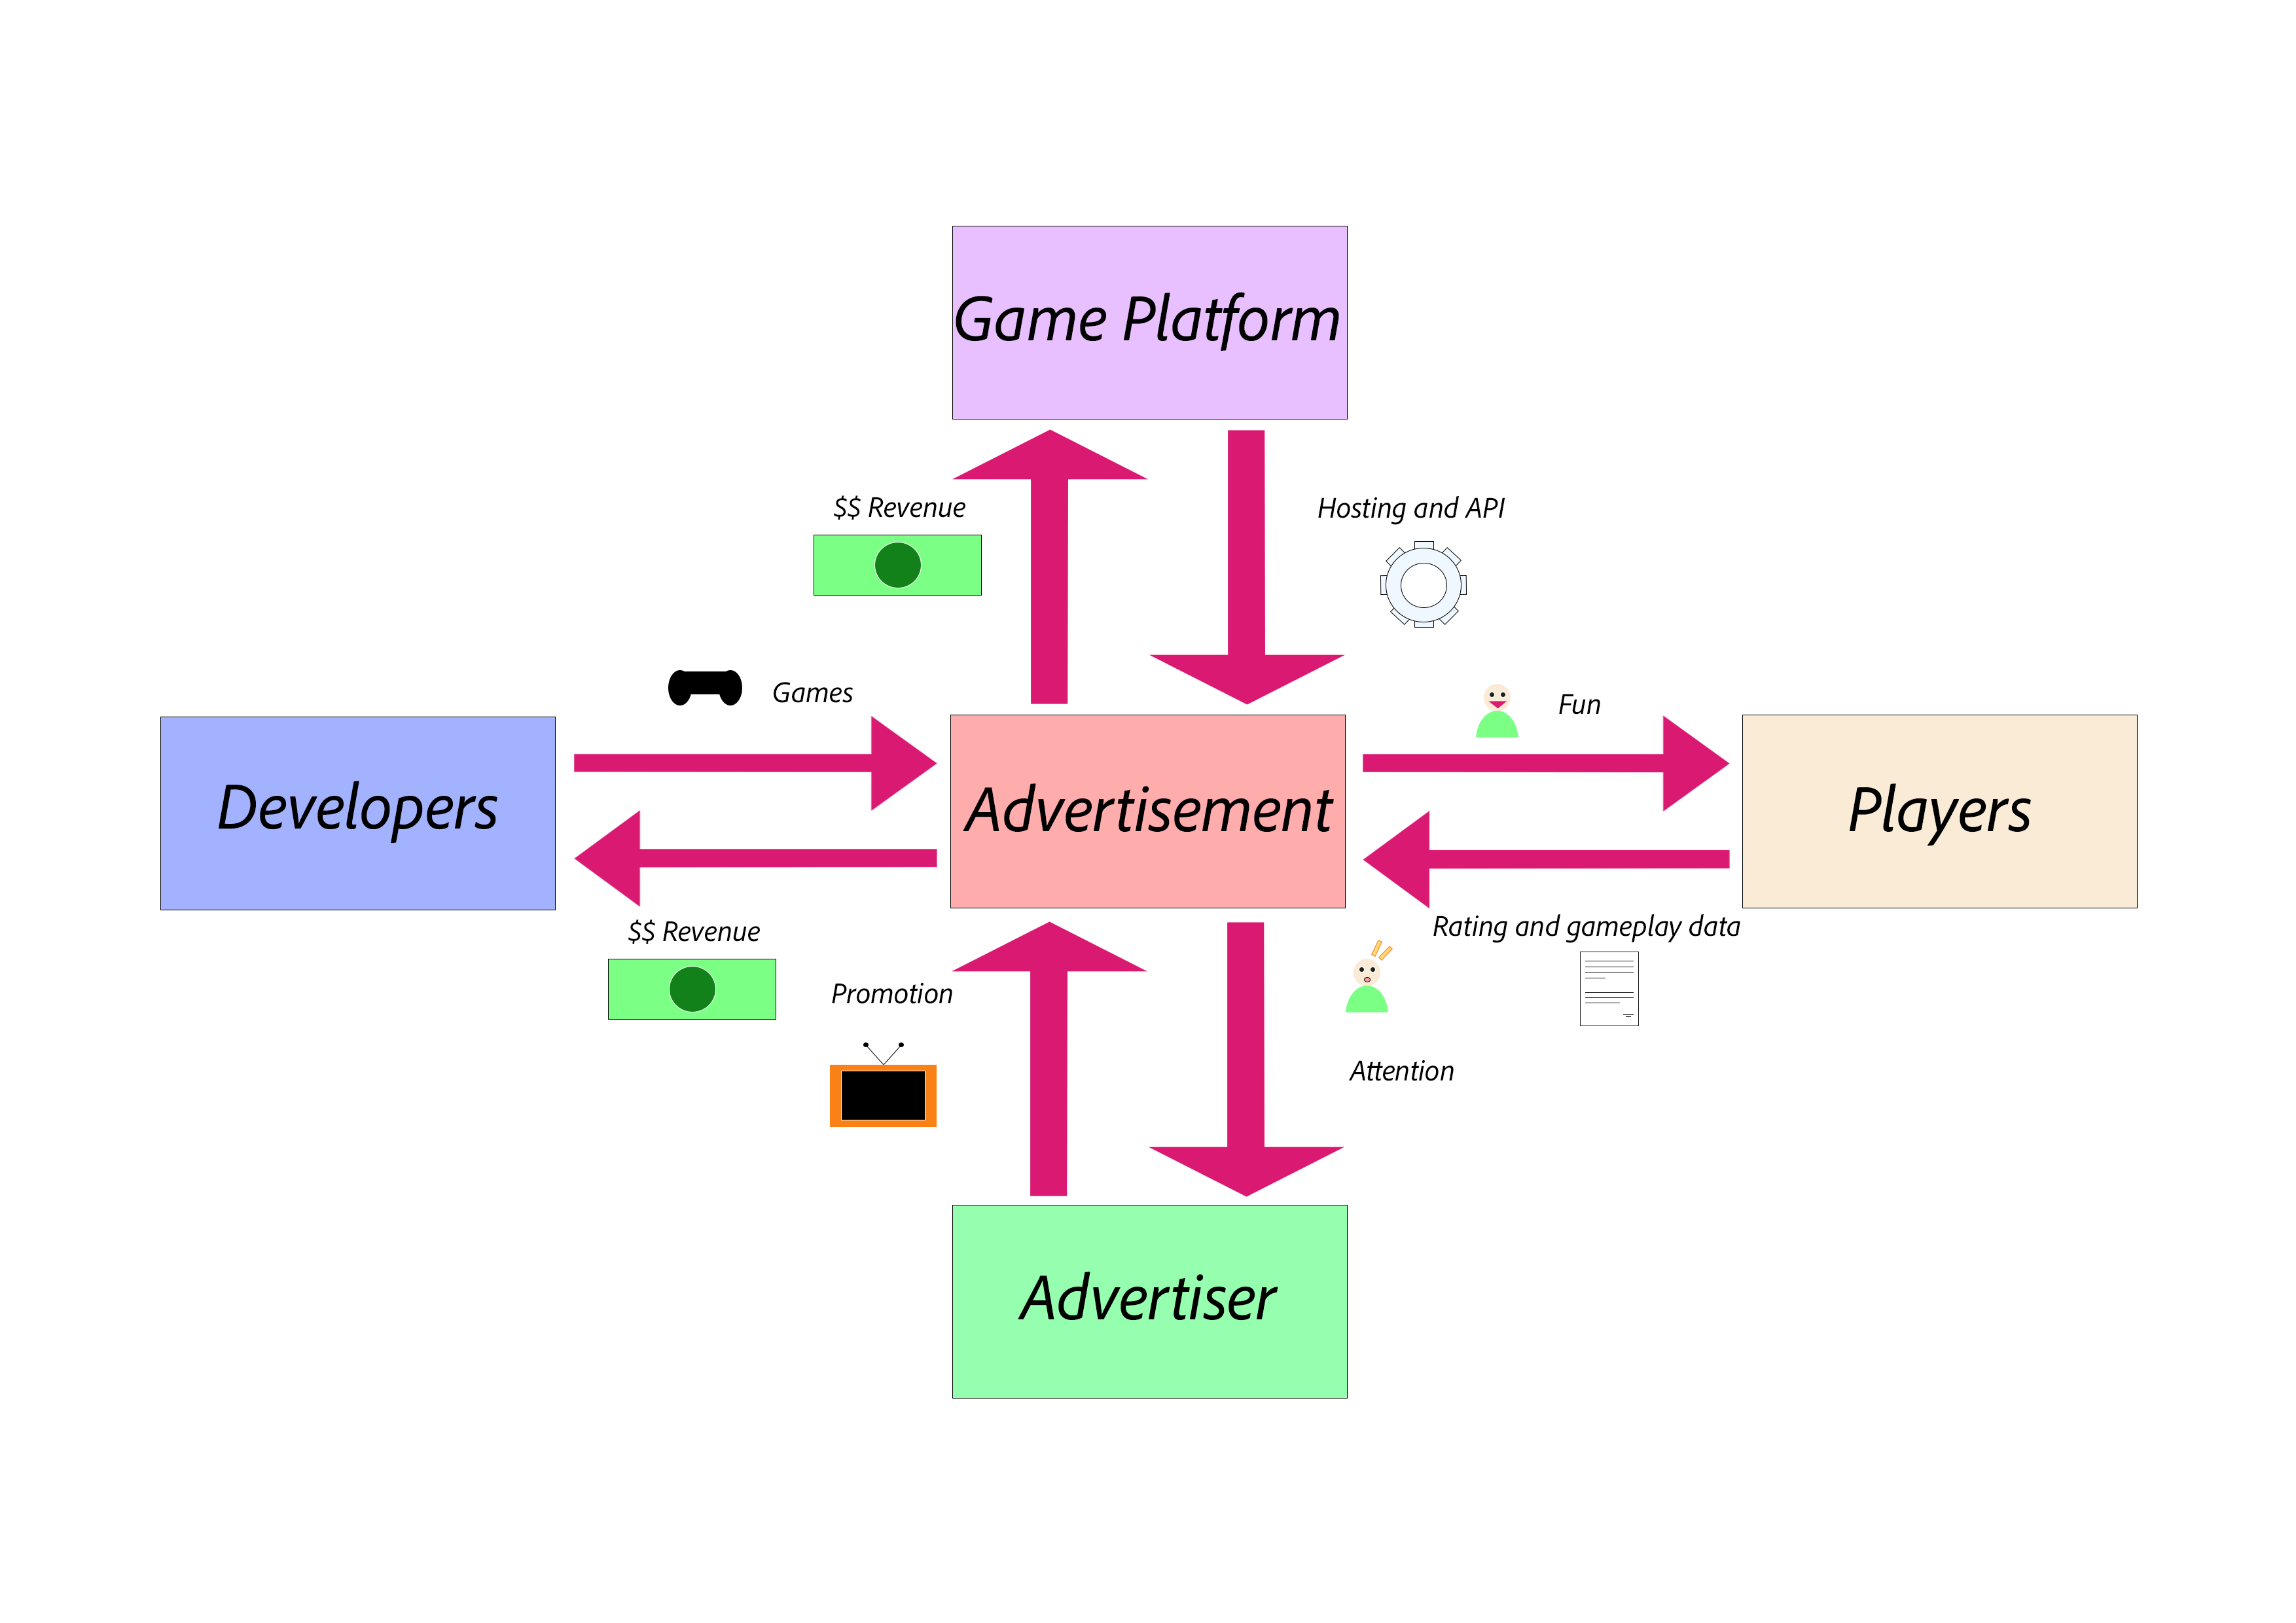 Game Platform
$$ Revenue
Hosting and API
Games
Fun
Developers
Advertisement
Players
$$ Revenue
Rating and gameplay data
Promotion
Attention
Advertiser